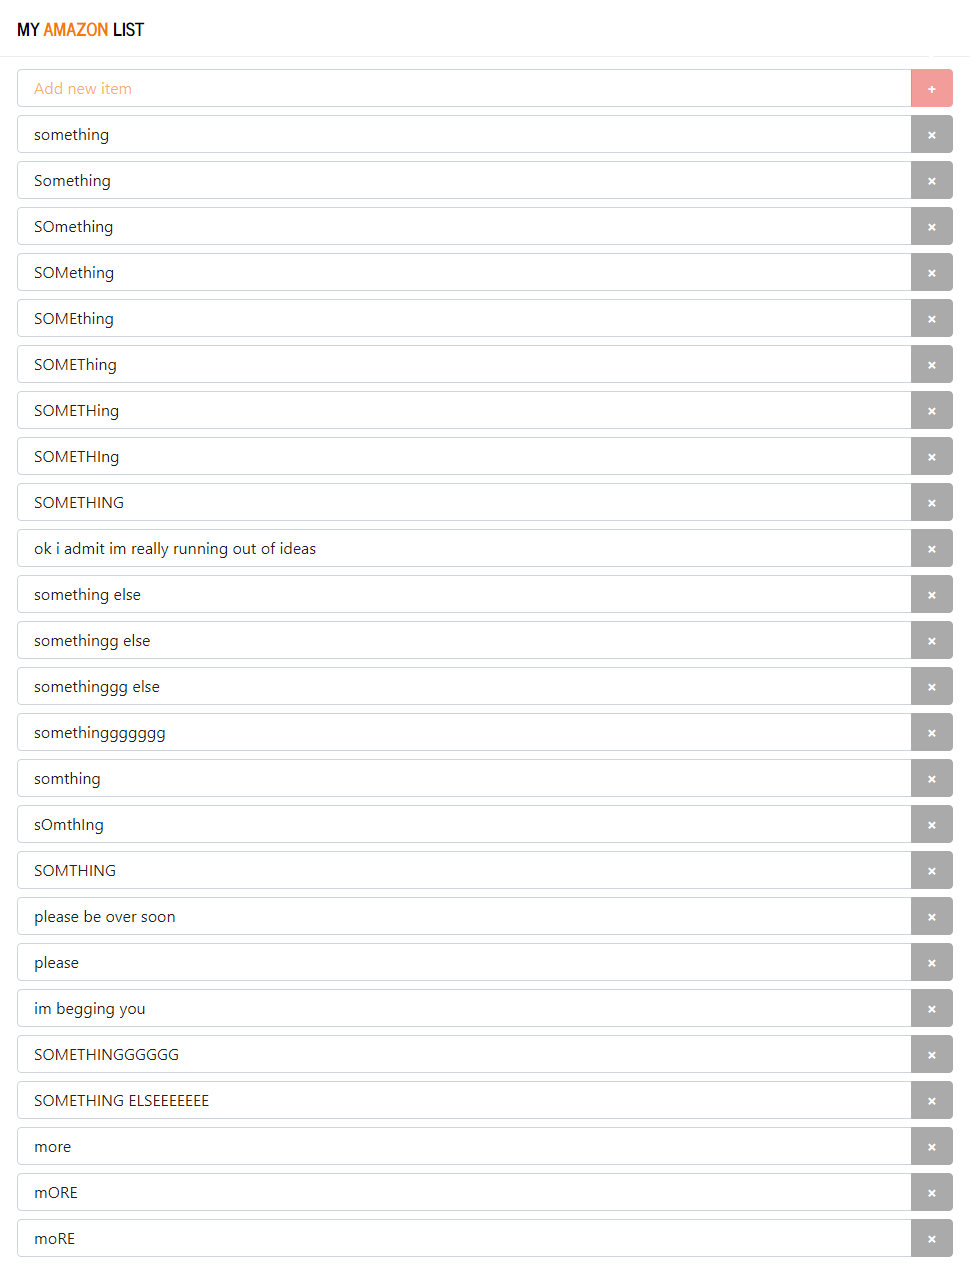 MY AMAZON LIST
Add new item
+
something
×
Something
×
SOmething
×
SOMething
×
SOMEthing
×
SOMEThing
×
SOMETHing
×
SOMETHIng
×
SOMETHING
×
ok i admit im really running out of ideas
×
something else
×
somethingg else
×
somethinggg else
×
somethinggggggg
×
somthing
×
sOmthIng
×
SOMTHING
×
please be over soon
×
please
×
im begging you
×
SOMETHINGGGGGG
×
SOMETHING ELSEEEEEEE
×
more
×
mORE
×
moRE
×